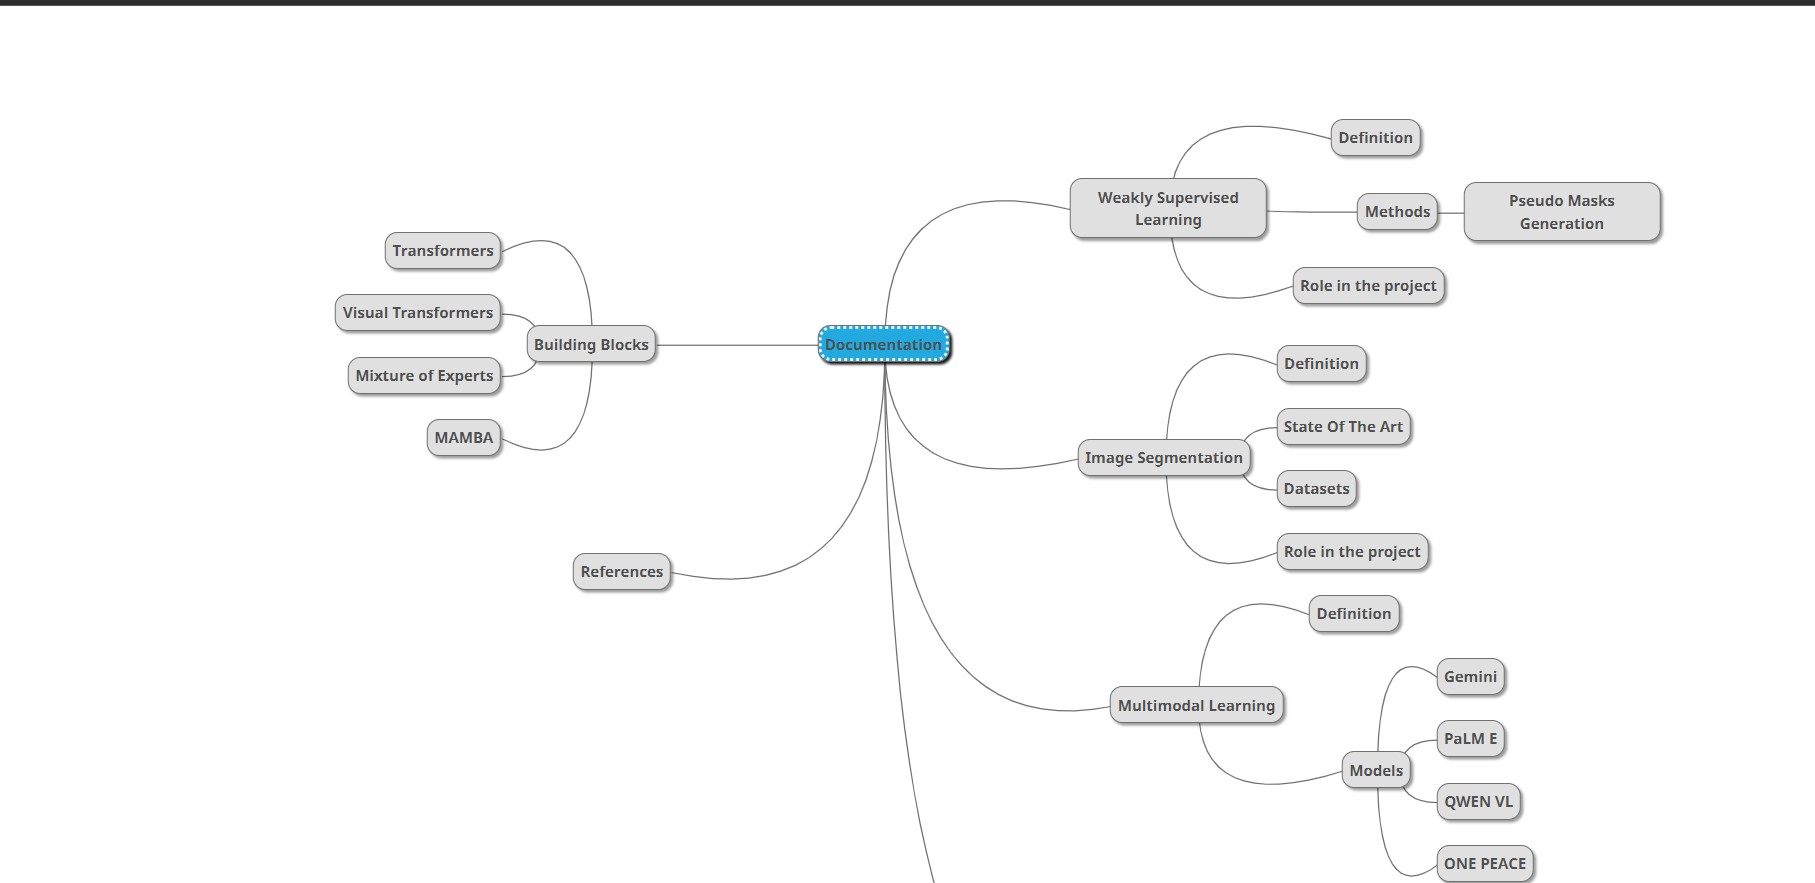 Definition
Weakly Supervised
Learning
Methods
Pseudo Masks
Generation
Role in the project
Transformers
Visual Transformers
Building Blocks
Mixture of Experts
MAMBA
Documentation
Definition
State Of The Art
Image Segmentation
Datasets
Role in the project
References
Definition
Multimodal Learning
Gemini
PaLM E
Models
QWEN VL
ONE PEACE